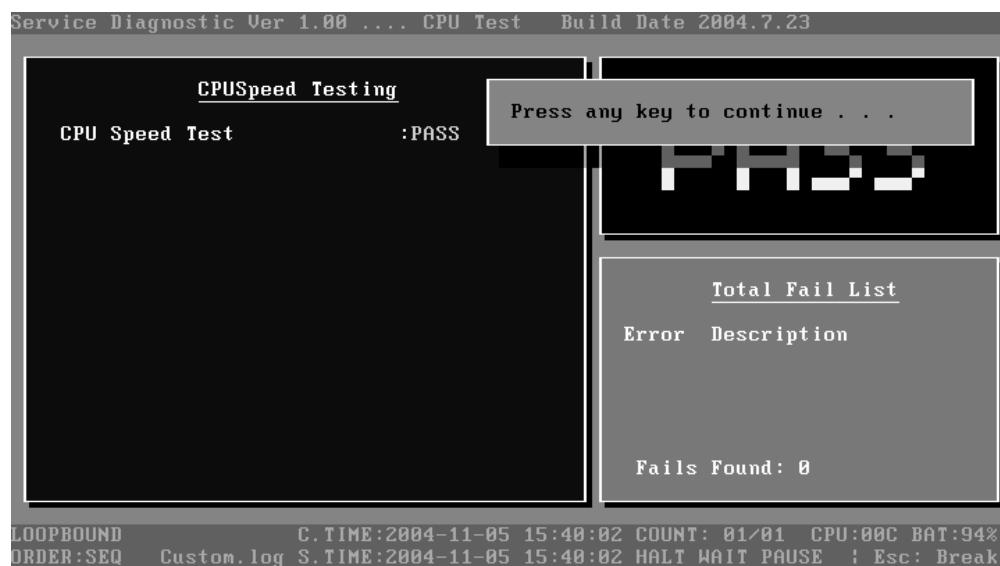 Service Diagnostic Ver 1.00 .... CPU Test Build Date 2004.7.23
CPUSpeed Testing
CPU Speed Test :PASS
Press any key to continue . . .
PASS
Total Fail List
Error Description
Fails Found: 0
LOOPBOUND C.TIME:2004-11-05 15:40:02 COUNT: 01/01 CPU:00C BAT:94%
ORDER:SEQ Custom.log S.TIME:2004-11-05 15:40:02 HALT WAIT PAUSE ¦ Esc: Break